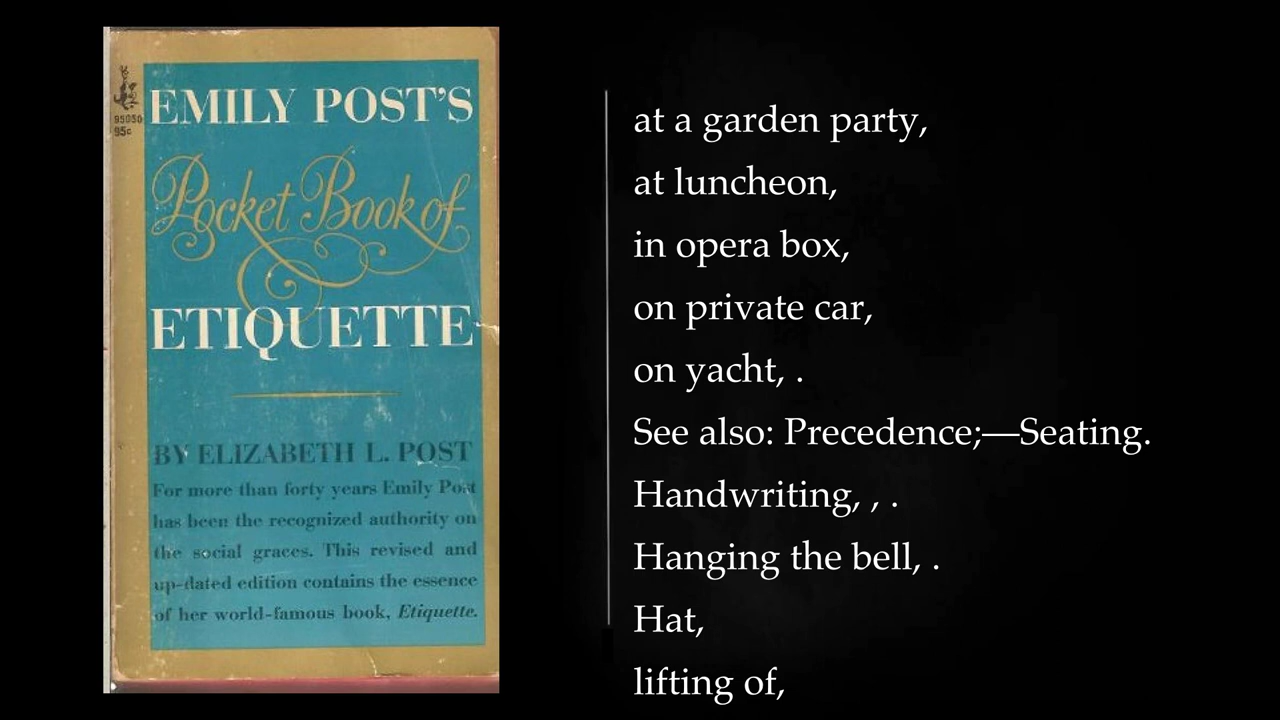 EMILY POST'S
Pocket Book of
ETIQUETTE
95050
95c
BY ELIZABETH L. POST
For more than forty years Emily Post
has been the recognized authority on
the social graces. This revised and
up-dated edition contains the essence
of her world-famous book, Etiquette.
at a garden party,
at luncheon,
in opera box,
on private car,
on yacht, .
See also: Precedence;—Seating.
Handwriting, , .
Hanging the bell, .
Hat,
lifting of,